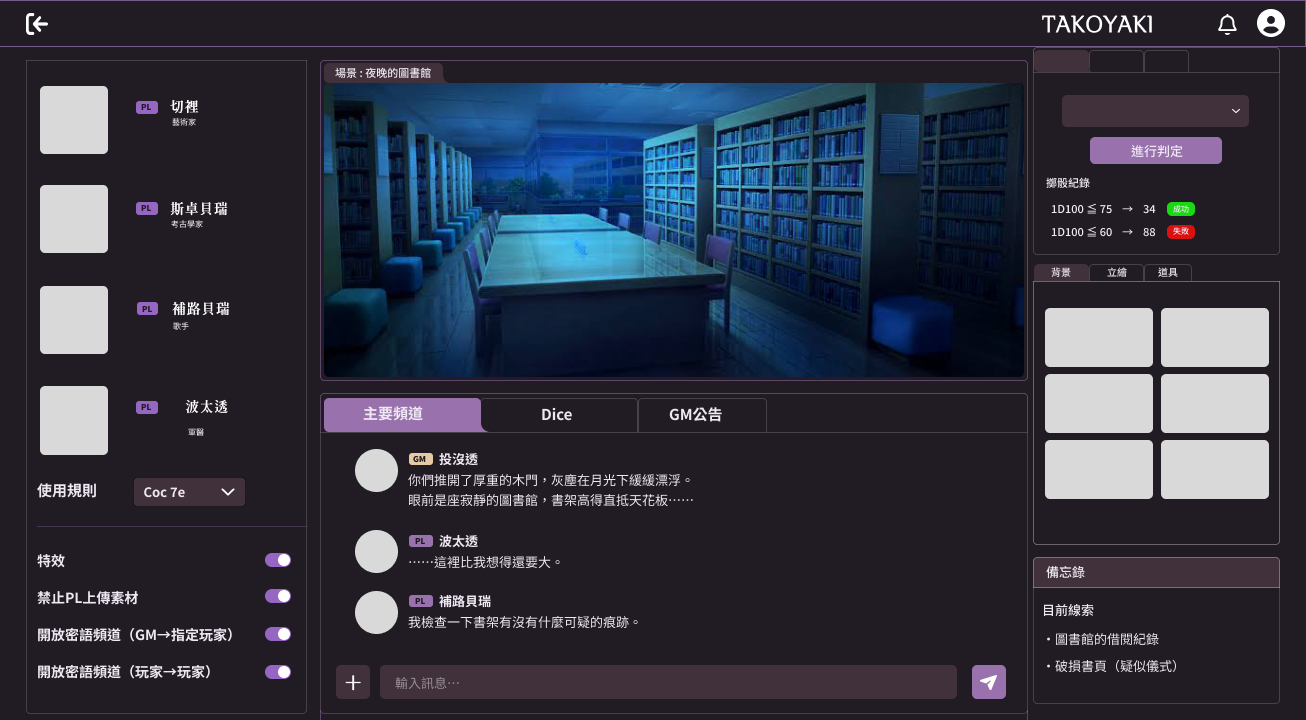 TAKOYAKI
PL 切裡
藝術家
PL 斯卓貝瑞
考古學家
PL 補路貝瑞
歌手
PL 波太透
軍醫
使用規則 Coc 7e
特效
禁止PL上傳素材
開放密語頻道（GM→指定玩家）
開放密語頻道（玩家→玩家）
場景 : 夜晚的圖書館
主要頻道 Dice GM公告
GM 投沒透
你們推開了厚重的木門，灰塵在月光下緩緩漂浮。
眼前是座寂靜的圖書館，書架高得直抵天花板⋯⋯
PL 波太透
⋯⋯這裡比我想得還要大。
PL 補路貝瑞
我檢查一下書架有沒有什麼可疑的痕跡。
輸入訊息⋯
進行判定
擲骰紀錄
1D100 ≦ 75 → 34 成功
1D100 ≦ 60 → 88 失敗
背景 立繪 道具
備忘錄
目前線索
・圖書館的借閱紀錄
・破損書頁（疑似儀式）